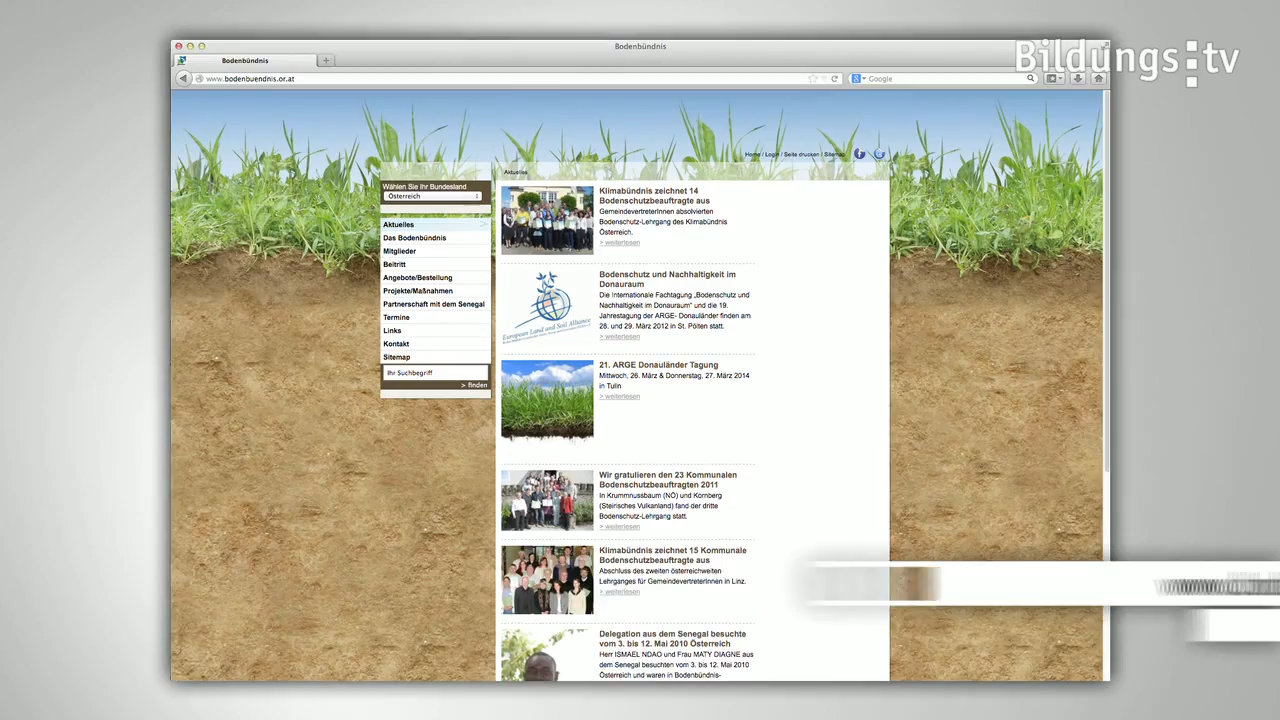 Bildungs:tv
Bodenbündnis
Bodenbündnis
www.bodenbuendnis.or.at
Google
Home / Login / Seite drucken / Sitemap
Wählen Sie Ihr Bundesland
Österreich
Aktuelles
Das Bodenbündnis
Mitglieder
Beitritt
Angebote/Bestellung
Projekte/Maßnahmen
Partnerschaft mit dem Senegal
Termine
Links
Kontakt
Sitemap
Ihr Suchbegriff
> finden
Aktuelles
Klimabündnis zeichnet 14
Bodenschutzbeauftragte aus
GemeindevertreterInnen absolvierten
Bodenschutz-Lehrgang des Klimabündnis
Österreich.
> weiterlesen
European Land and Soil Alliance
Bodenschutz und Nachhaltigkeit im
Donauraum
Die Internationale Fachtagung „Bodenschutz und
Nachhaltigkeit im Donauraum" und die 19.
Jahrestagung der ARGE- Donauländer finden am
28. und 29. März 2012 in St. Pölten statt.
> weiterlesen
21. ARGE Donauländer Tagung
Mittwoch, 26. März & Donnerstag, 27. März 2014
in Tulln
> weiterlesen
Wir gratulieren den 23 Kommunalen
Bodenschutzbeauftragten 2011
In Krummnussbaum (NÖ) und Kornberg
(Steirisches Vulkanland) fand der dritte
Bodenschutz-Lehrgang statt.
> weiterlesen
Klimabündnis zeichnet 15 Kommunale
Bodenschutzbeauftragte aus
Abschluss des zweiten österreichweiten
Lehrganges für GemeindevertreterInnen in Linz.
> weiterlesen
Delegation aus dem Senegal besuchte
vom 3. bis 12. Mai 2010 Österreich
Herr ISMAEL NDAO und Frau MATY DIAGNE aus
dem Senegal besuchten vom 3. bis 12. Mai 2010
Österreich und waren in Bodenbündnis-